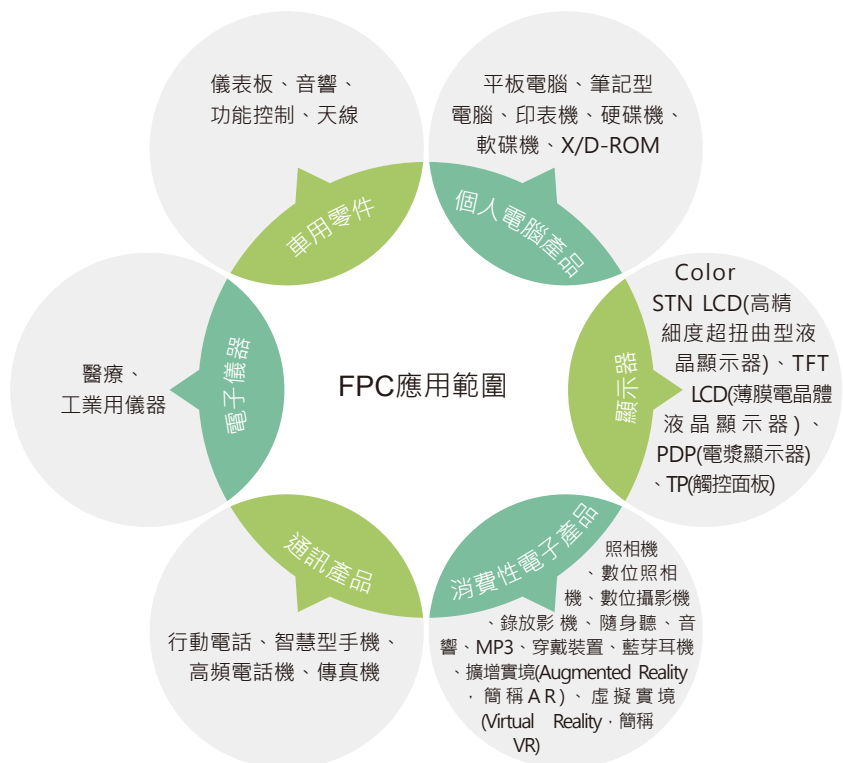 FPC應用範圍
個人電腦產品
平板電腦、筆記型
電腦、印表機、硬碟機、
軟碟機、X/D-ROM
顯示器
Color
STN LCD(高精
細度超扭曲型液
晶顯示器)、TFT
LCD(薄膜電晶體
液晶顯示器)、
PDP(電漿顯示器)
、TP(觸控面板)
消費性電子產品
照相機
、數位照相
機、數位攝影機
、錄放影機、隨身聽、音
響、MP3、穿戴裝置、藍芽耳機
、擴增實境(Augmented Reality
,簡稱AR)、虛擬實境
(Virtual Reality,簡稱
VR)
通訊產品
行動電話、智慧型手機、
高頻電話機、傳真機
電子儀器
醫療、
工業用儀器
車用零件
儀表板、音響、
功能控制、天線